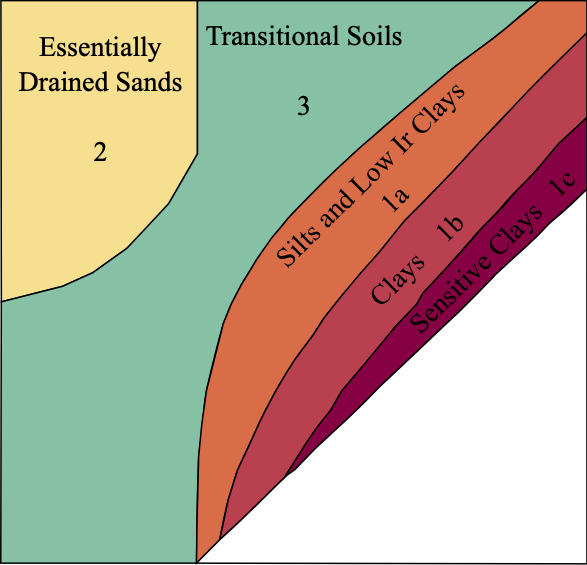 Essentially
Drained Sands
2
Transitional Soils
3
Silts and Low Ir Clays
1a
Clays 1b
Sensitive Clays 1c